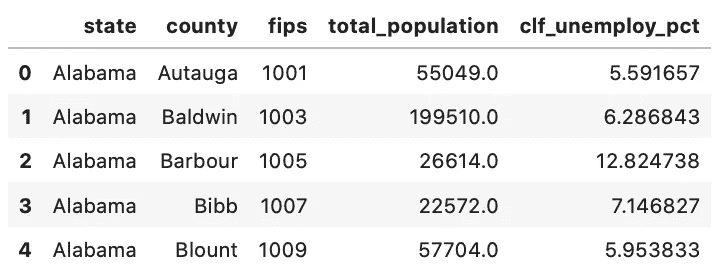 state county fips total_population clf_unemploy_pct
0 Alabama Autauga 1001 55049.0 5.591657
1 Alabama Baldwin 1003 199510.0 6.286843
2 Alabama Barbour 1005 26614.0 12.824738
3 Alabama Bibb 1007 22572.0 7.146827
4 Alabama Blount 1009 57704.0 5.953833